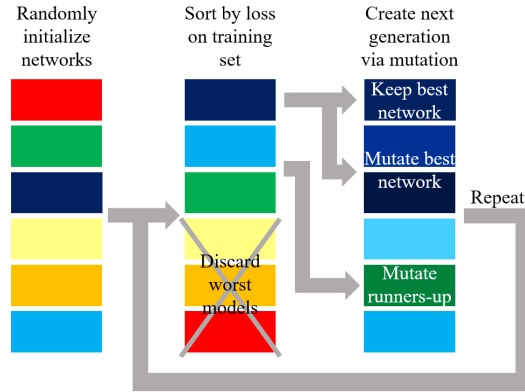 Randomly
initialize
networks
Sort by loss
on training
set
Create next
generation
via mutation
Keep best
network
Mutate best
network
Repeat
Discard
worst
models
Mutate
runners-up